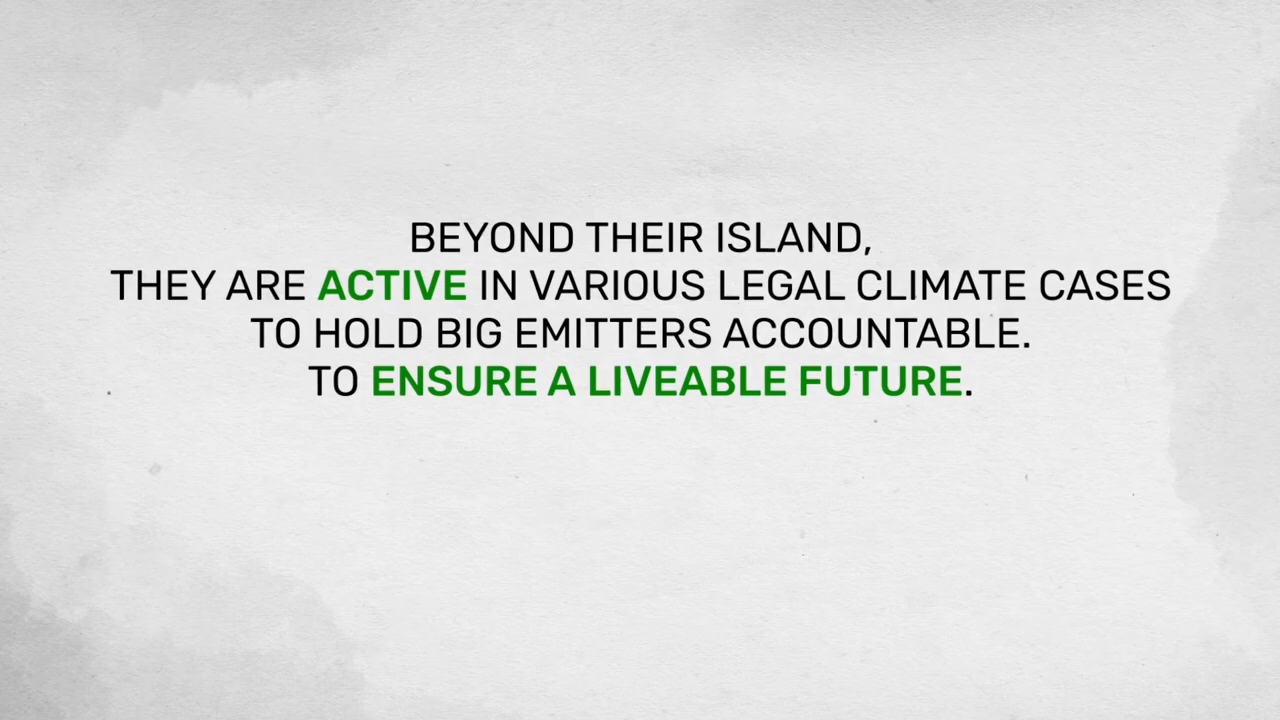 BEYOND THEIR ISLAND,
THEY ARE ACTIVE IN VARIOUS LEGAL CLIMATE CASES
TO HOLD BIG EMITTERS ACCOUNTABLE.
TO ENSURE A LIVEABLE FUTURE.